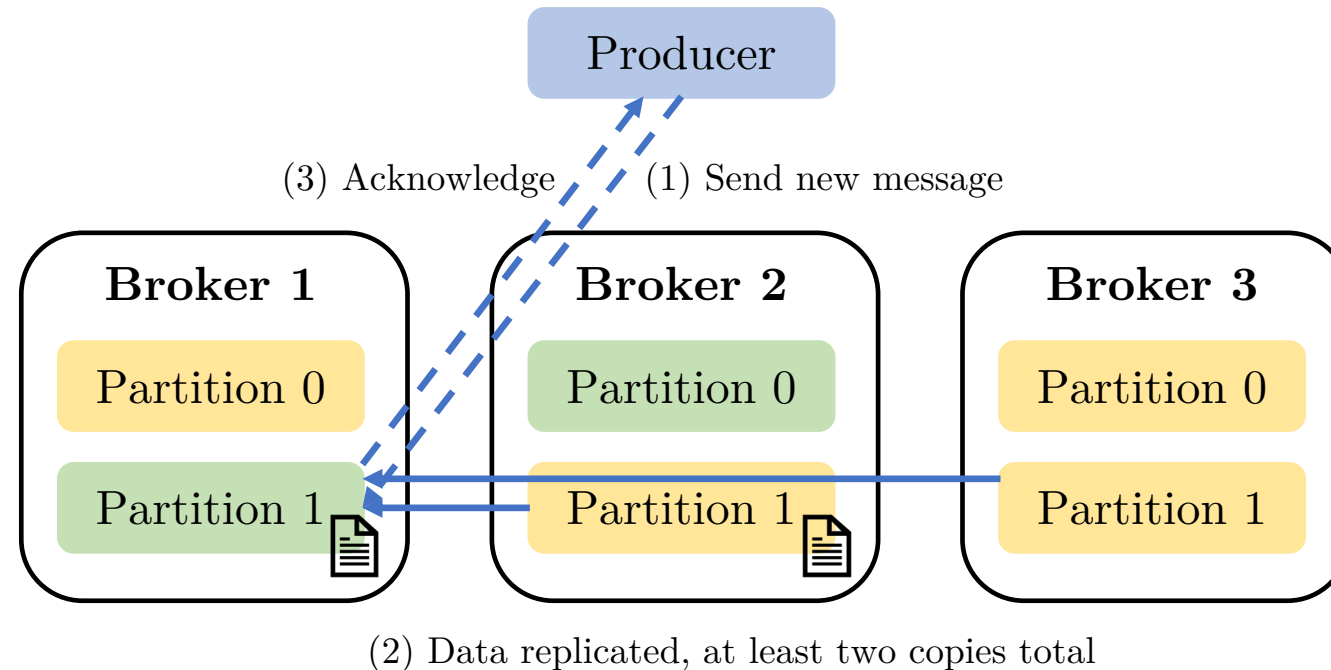 Producer
(3) Acknowledge
(1) Send new message
Broker 1
Broker 2
Broker 3
Partition 0
Partition 0
Partition 0
Partition 1
Partition 1
Partition 1
(2) Data replicated, at least two copies total